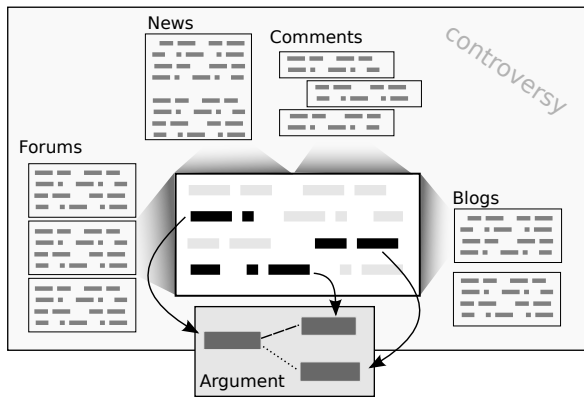 News
Comments
controversy
Forums
Blogs
Argument